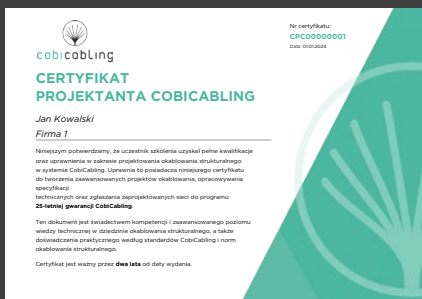 cobicabling
Nr certyfikatu:
CPC00000001
Data: 01.01.2024
CERTYFIKAT
PROJEKTANTA COBICABLING
Jan Kowalski
Firma 1
Niniejszym potwierdzamy, że uczestnik szkolenia uzyskał pełne kwalifikacje
oraz uprawnienia w zakresie projektowania okablowania strukturalnego
w systemie CobiCabling. Uprawnia to posiadacza niniejszego certyfikatu
do tworzenia zaawansowanych projektów okablowania, opracowywania
specyfikacji
technicznych oraz zgłaszania zaprojektowanych sieci do programu
25-letniej gwarancji CobiCabling.
Ten dokument jest świadectwem kompetencji i zaawansowanego poziomu
wiedzy technicznej w dziedzinie okablowania strukturalnego, a także
doświadczenia praktycznego według standardów CobiCabling i norm
okablowania strukturalnego.
Certyfikat jest ważny przez dwa lata od daty wydania.